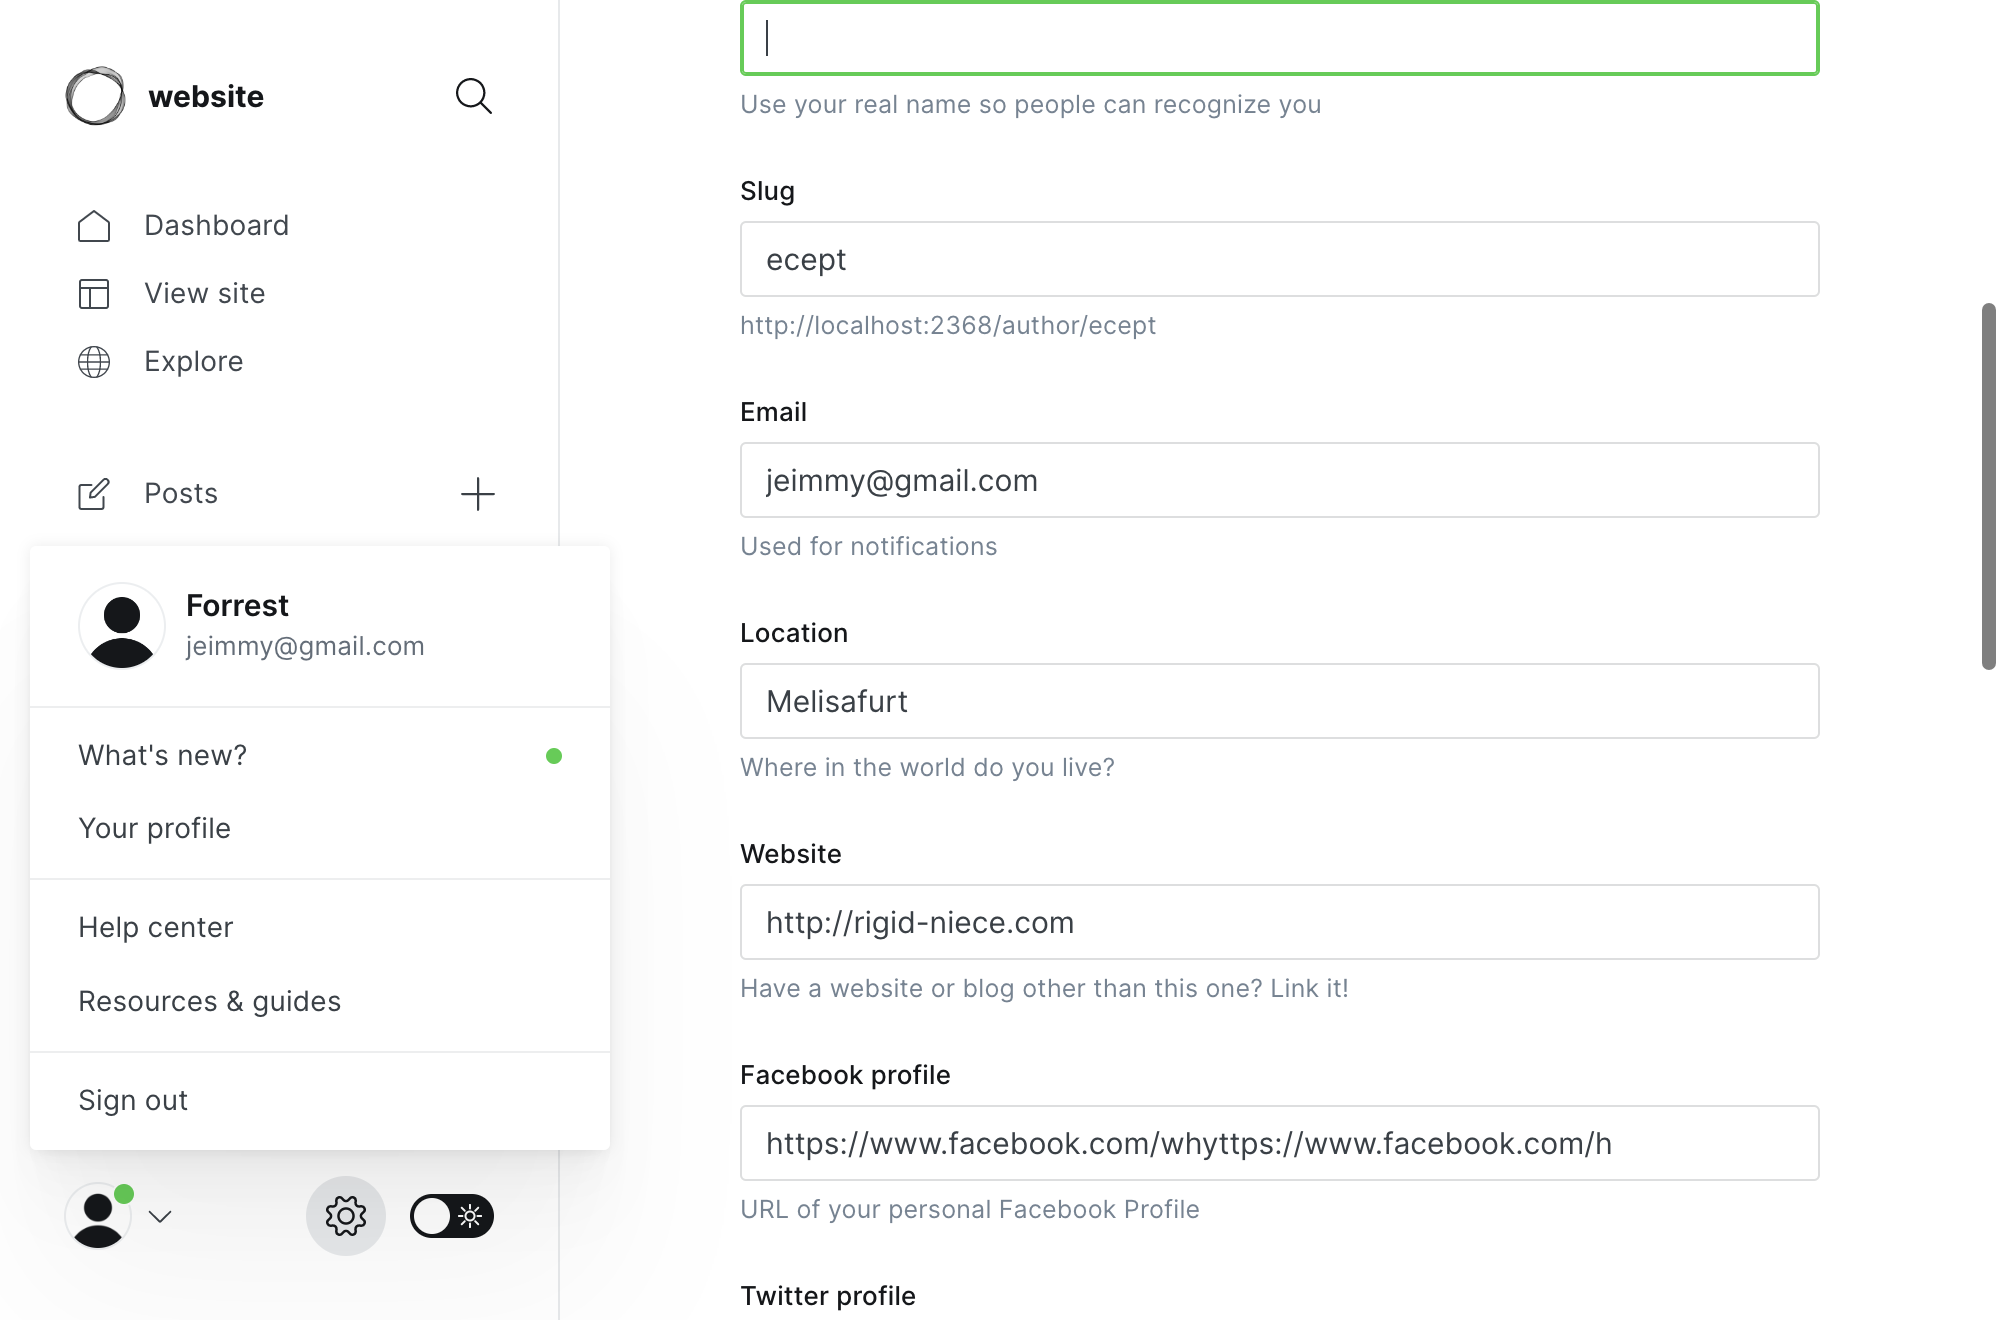 website
Dashboard
View site
Explore
Posts
Forrest
jeimmy@gmail.com
What's new?
Your profile
Help center
Resources & guides
Sign out
Use your real name so people can recognize you
Slug
ecept
http://localhost:2368/author/ecept
Email
jeimmy@gmail.com
Used for notifications
Location
Melisafurt
Where in the world do you live?
Website
http://rigid-niece.com
Have a website or blog other than this one? Link it!
Facebook profile
https://www.facebook.com/whyttps://www.facebook.com/h
URL of your personal Facebook Profile
Twitter profile